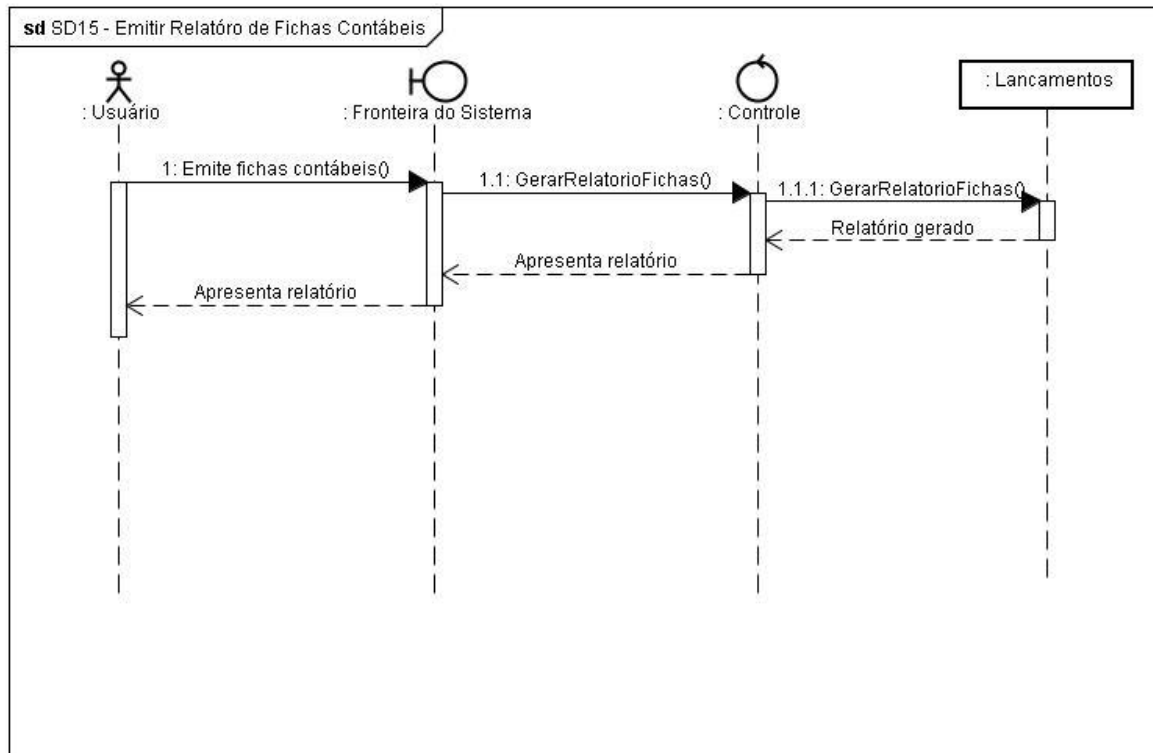 sd SD15 - Emitir Relatóro de Fichas Contábeis
: Usuário
: Fronteira do Sistema
: Controle
: Lancamentos
1: Emite fichas contábeis()
1.1: GerarRelatorioFichas()
1.1.1: GerarRelatorioFichas()
Relatório gerado
Apresenta relatório
Apresenta relatório